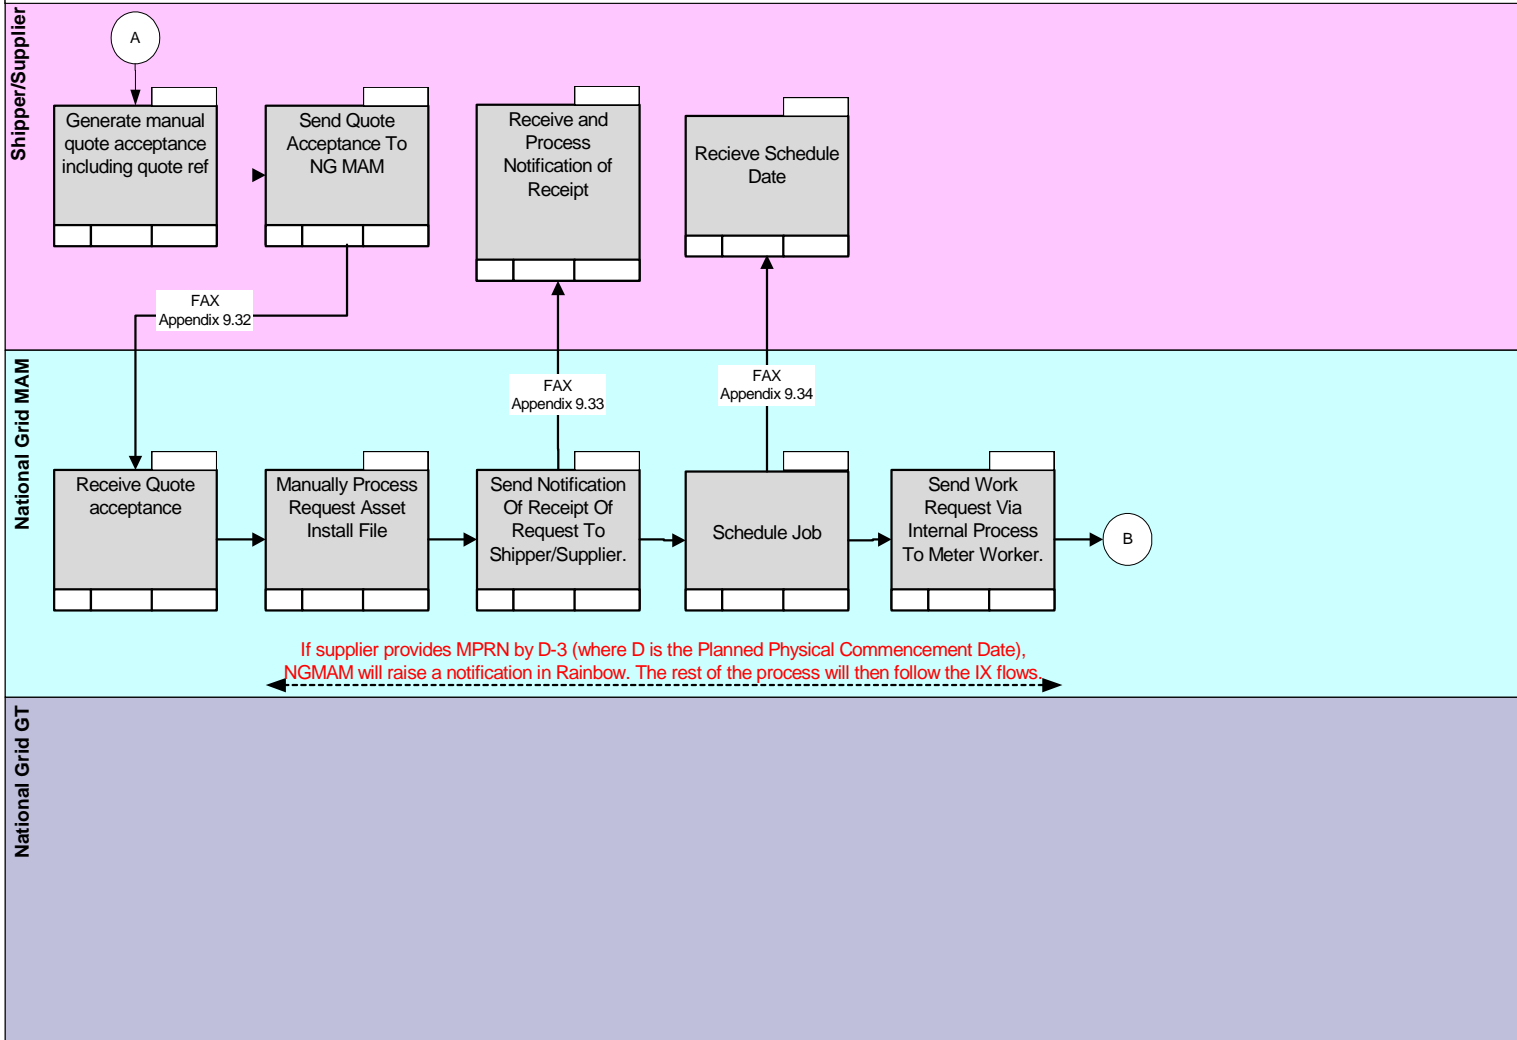 Shipper/Supplier
A
Generate manual
quote acceptance
including quote ref
Send Quote
Acceptance To
NG MAM
Receive and
Process
Notification of
Receipt
Recieve Schedule
Date
FAX
Appendix 9.32
National Grid MAM
FAX
Appendix 9.33
FAX
Appendix 9.34
Receive Quote
acceptance
Manually Process
Request Asset
Install File
Send Notification
Of Receipt Of
Request To
Shipper/Supplier.
Schedule Job
Send Work
Request Via
Internal Process
To Meter Worker.
B
If supplier provides MPRN by D-3 (where D is the Planned Physical Commencement Date),
NGMAM will raise a notification in Rainbow. The rest of the process will then follow the IX flows.
National Grid GT